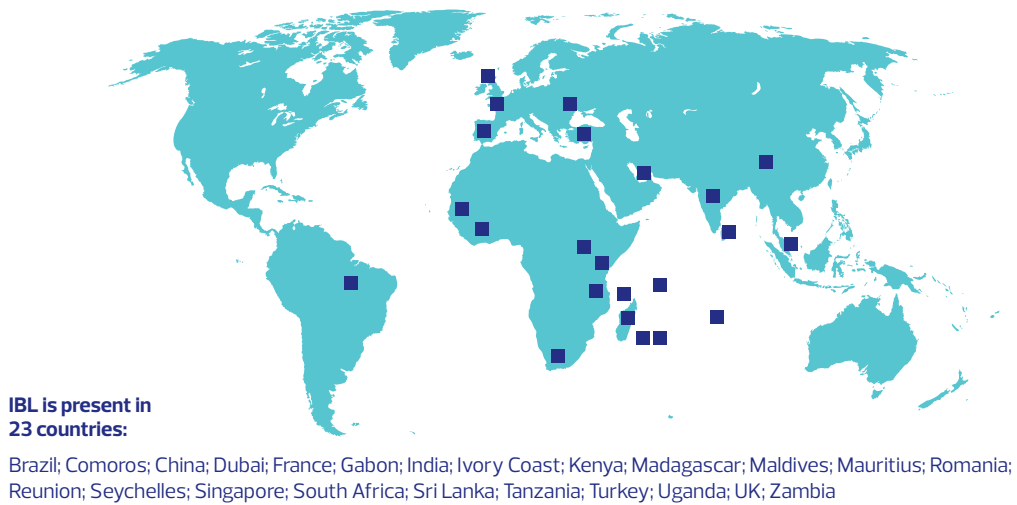 IBL is present in
23 countries:
Brazil; Comoros; China; Dubai; France; Gabon; India; Ivory Coast; Kenya; Madagascar; Maldives; Mauritius; Romania;
Reunion; Seychelles; Singapore; South Africa; Sri Lanka; Tanzania; Turkey; Uganda; UK; Zambia